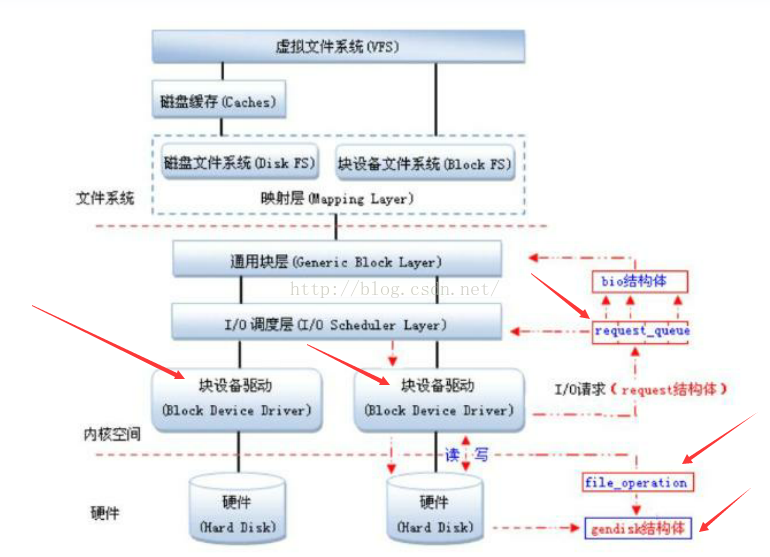 虚拟文件系统(VFS)
磁盘缓存(Caches)
磁盘文件系统(Disk FS)
块设备文件系统(Block FS)
文件系统
映射层(Mapping Layer)
通用块层(Generic Block Layer)
http://blog.csdn.net/
bio结构体
I/O 调度层(I/O Scheduler Layer)
request_queue
块设备驱动
(Block Device Driver)
块设备驱动
(Block Device Driver)
I/O请求(request结构体)
内核空间
读 写
file_operation
硬件
硬件
(Hard Disk)
硬件
(Hard Disk)
gendisk结构体